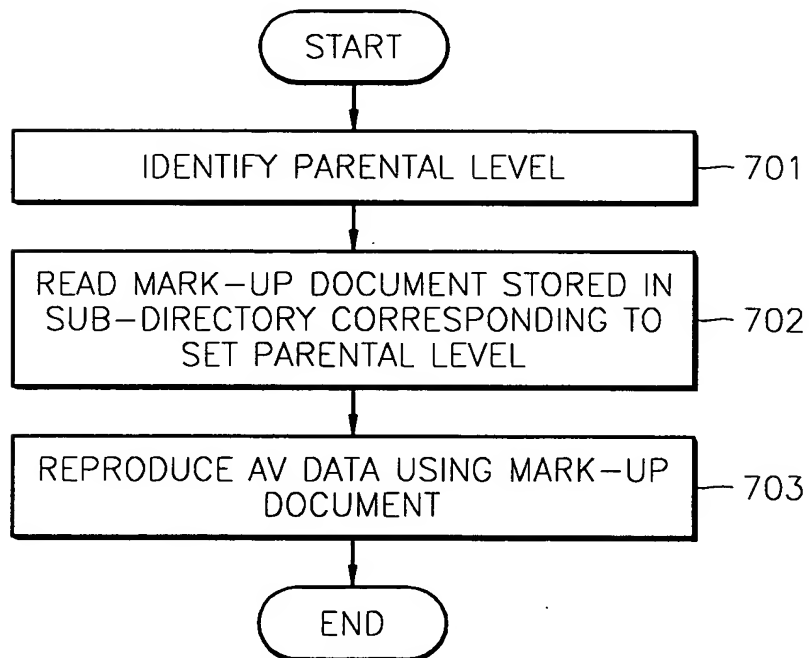 START
IDENTIFY PARENTAL LEVEL
701
READ MARK-UP DOCUMENT STORED IN
SUB-DIRECTORY CORRESPONDING TO
SET PARENTAL LEVEL
702
REPRODUCE AV DATA USING MARK-UP
DOCUMENT
703
END